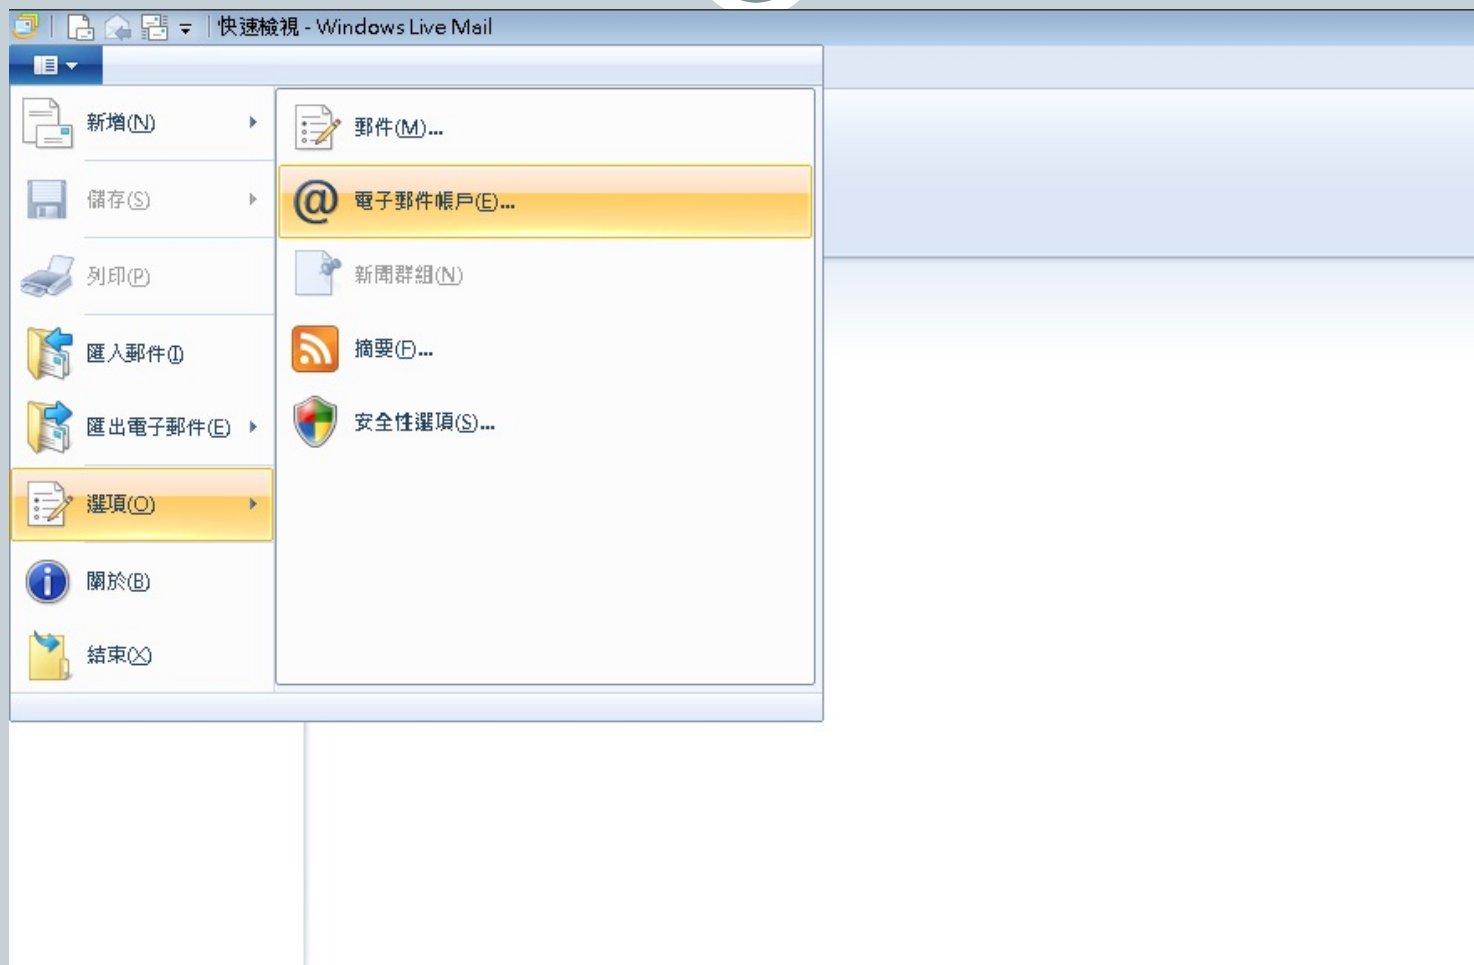 快速檢視 - Windows Live Mail
新增(N)
儲存(S)
列印(P)
匯入郵件(I)
匯出電子郵件(E)
選項(O)
關於(B)
結束(X)
郵件(M)...
電子郵件帳戶(E)...
新聞群組(N)
摘要(F)...
安全性選項(S)...